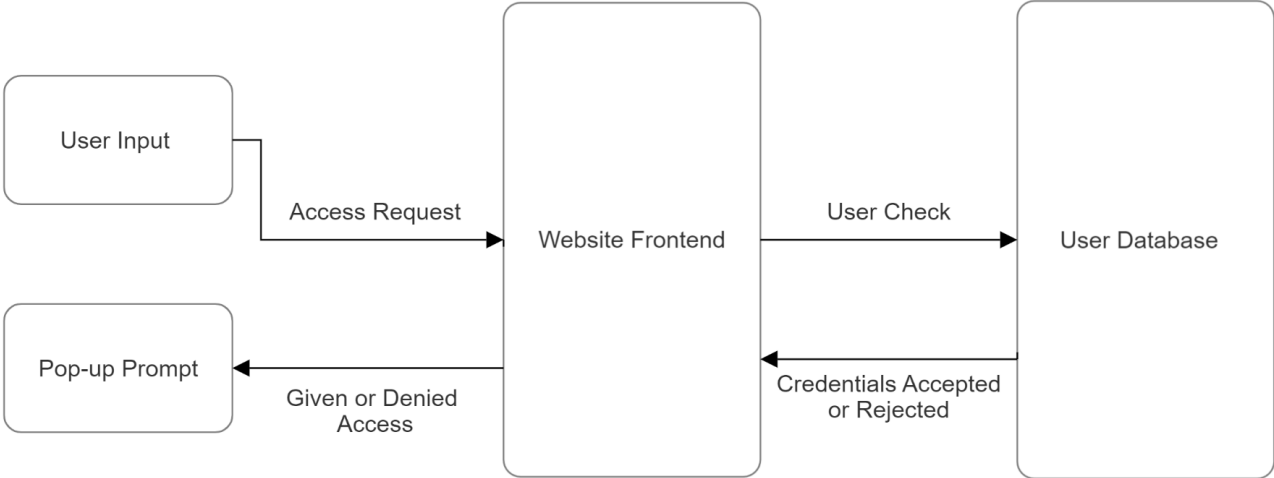 User Input
Access Request
Website Frontend
User Check
User Database
Pop-up Prompt
Given or Denied
Access
Credentials Accepted
or Rejected